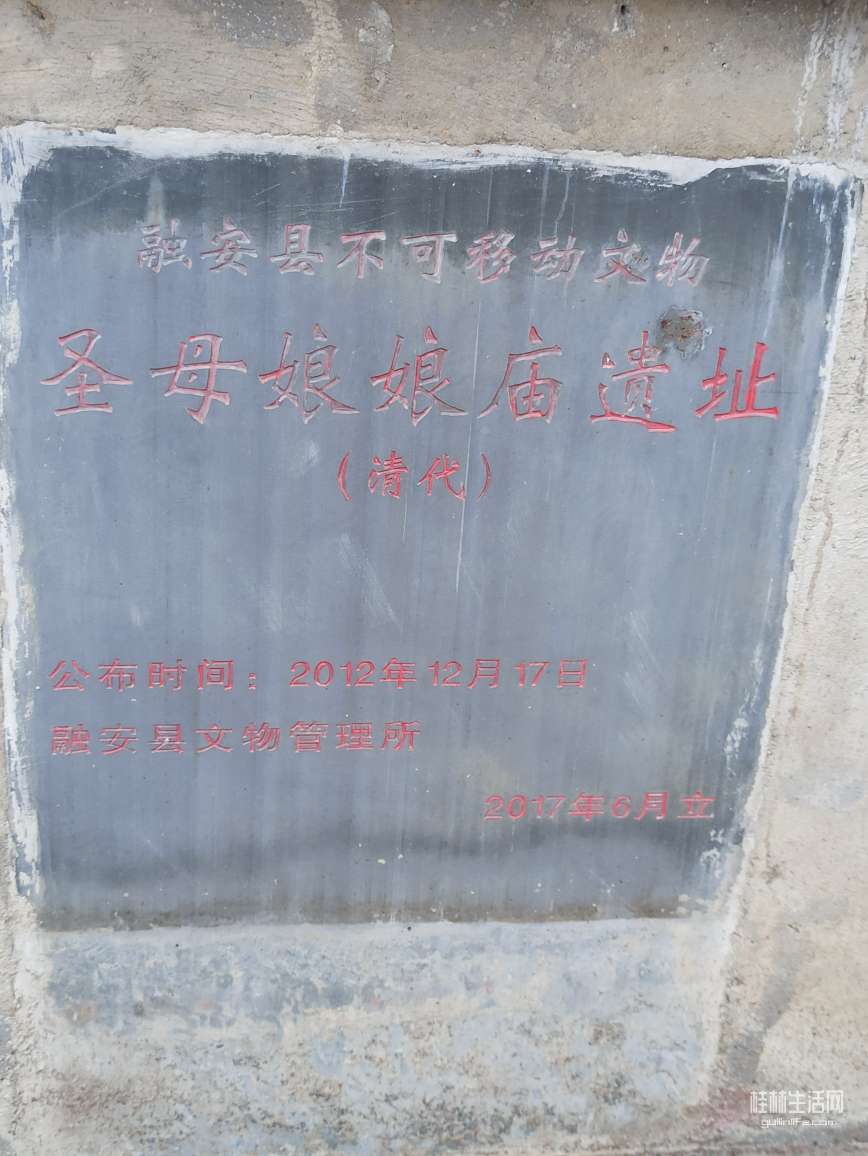 融安县不可移动文物
圣母娘娘庙遗址
(清代)
公布时间：2012年12月17日
融安县文物管理所
2017年6月立
桂林生活网
guilinlife.com